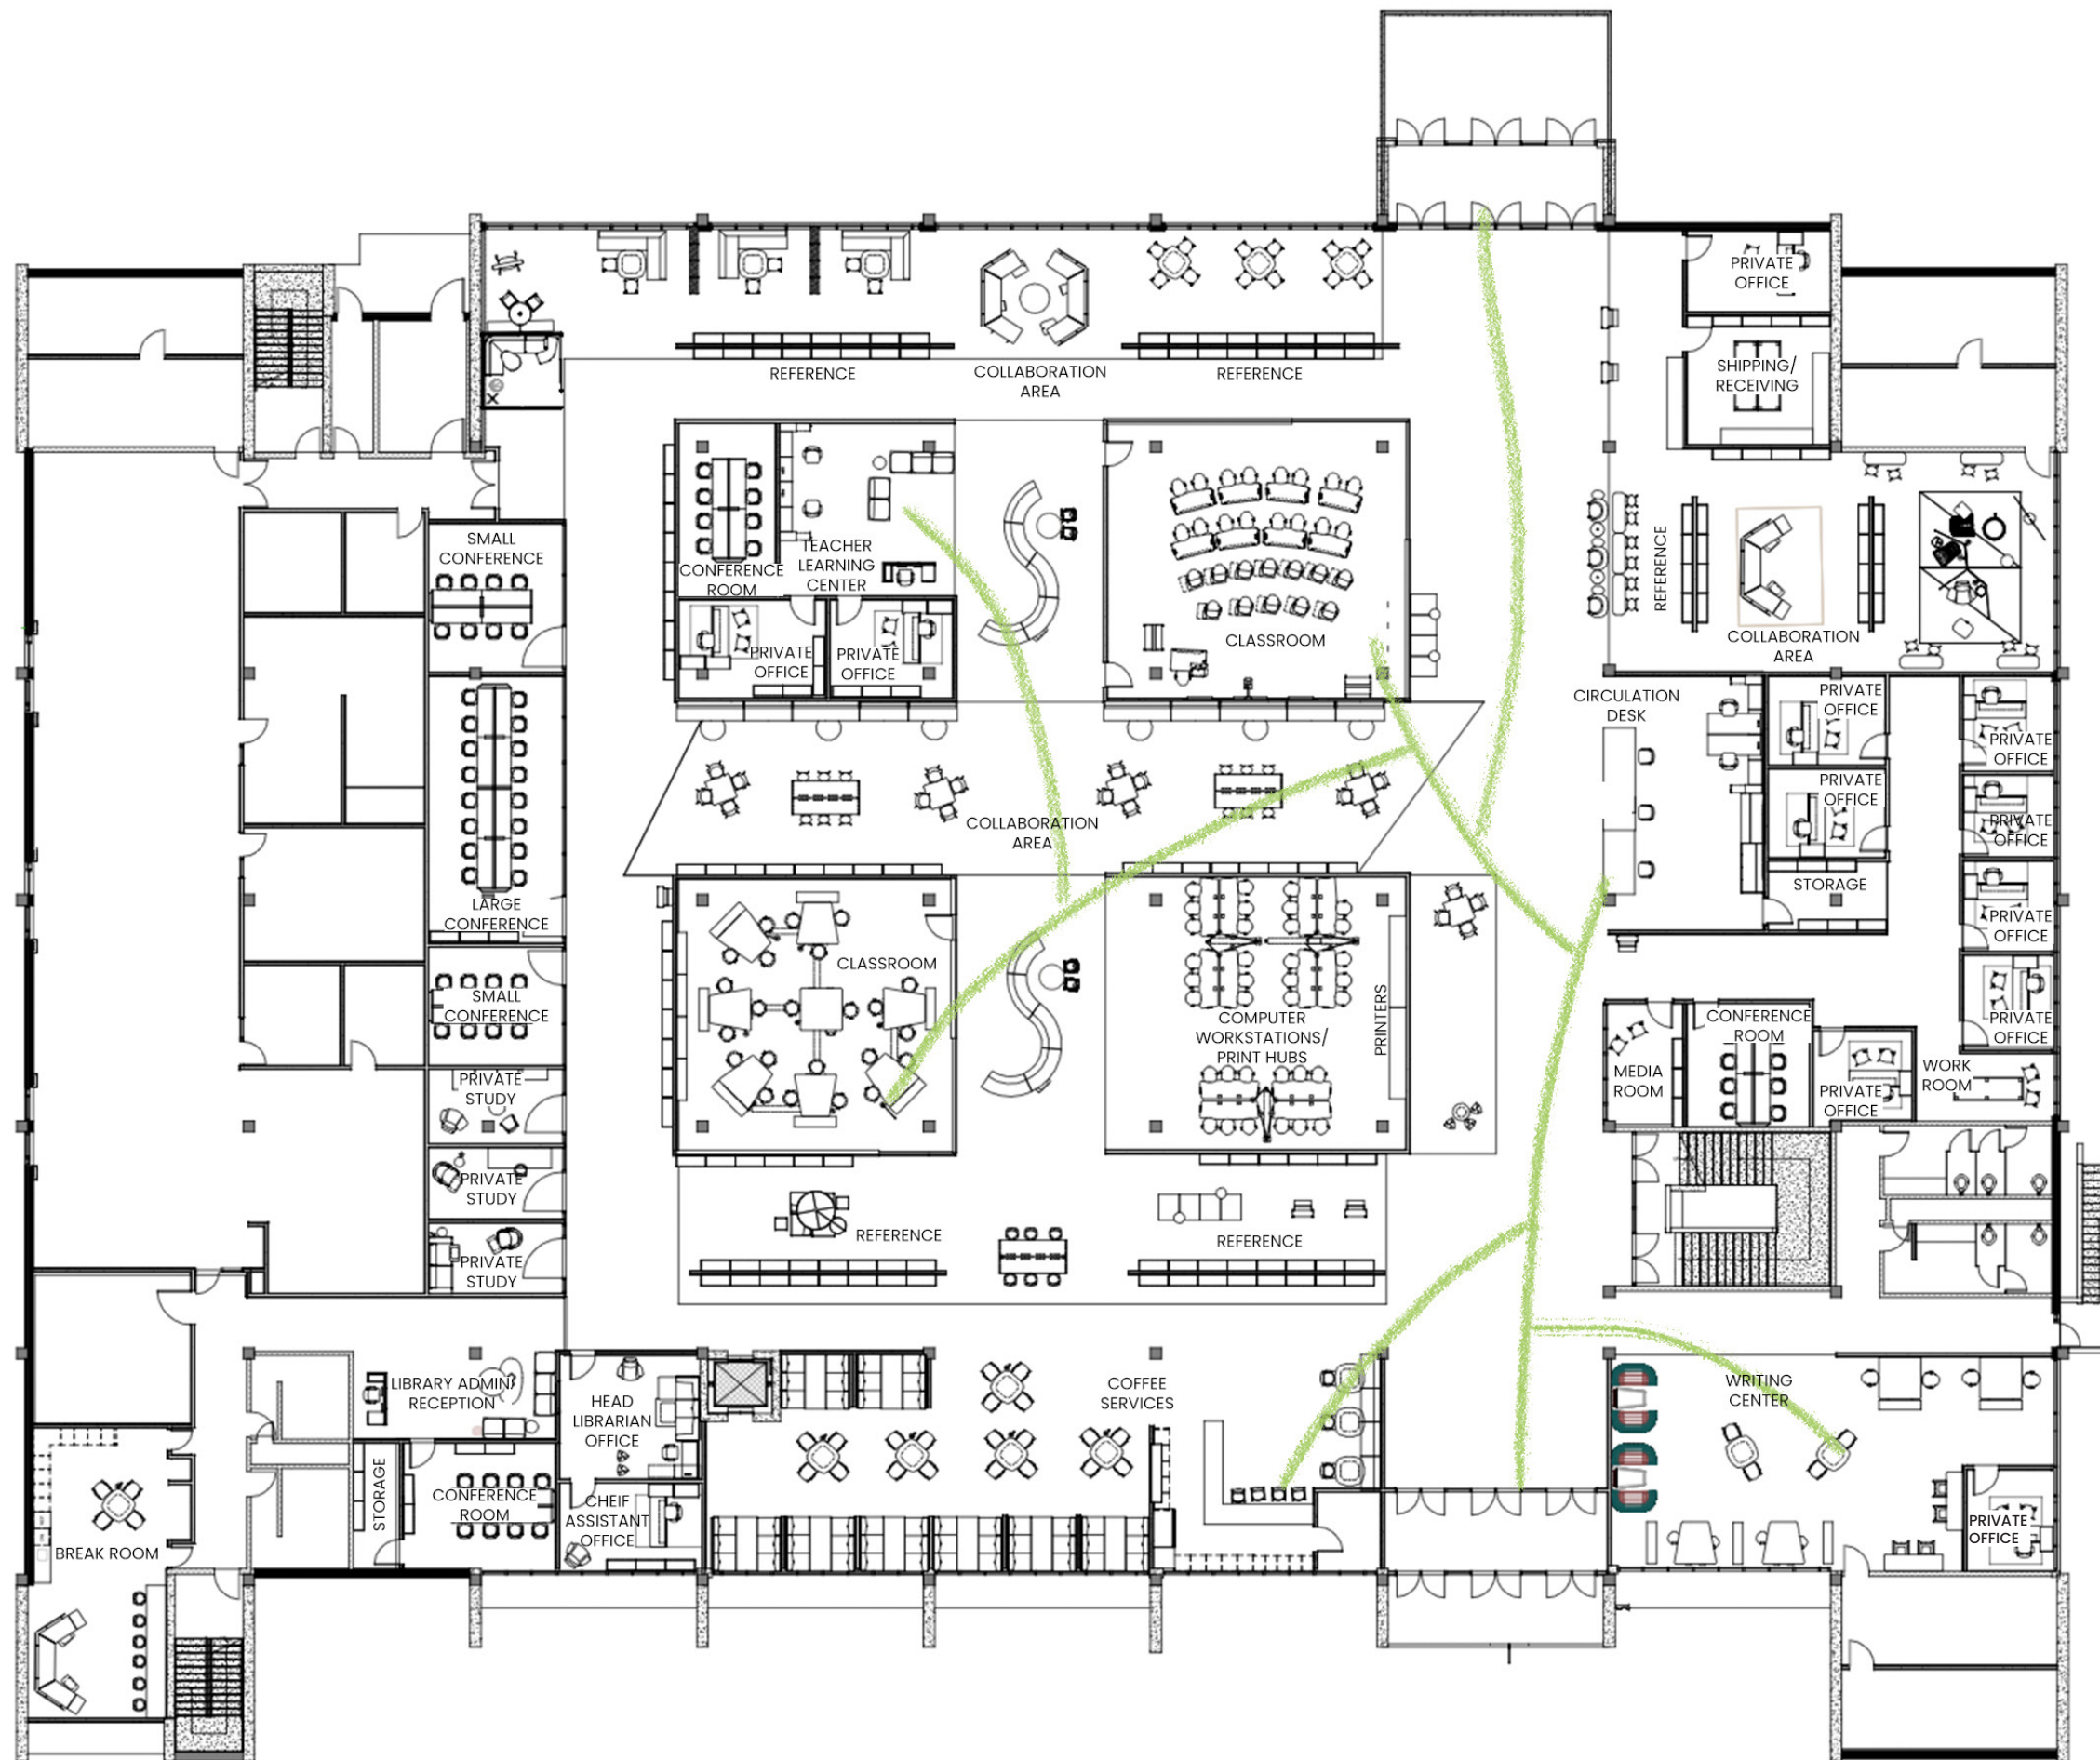 PRIVATE
OFFICE
SHIPPING/
RECEIVING
REFERENCE
COLLABORATION
AREA
REFERENCE
SMALL
CONFERENCE
CONFERENCE
ROOM
TEACHER
LEARNING
CENTER
PRIVATE
OFFICE
PRIVATE
OFFICE
CLASSROOM
REFERENCE
COLLABORATION
AREA
CIRCULATION
DESK
PRIVATE
OFFICE
PRIVATE
OFFICE
PRIVATE
OFFICE
PRIVATE
OFFICE
STORAGE
PRIVATE
OFFICE
PRIVATE
OFFICE
COLLABORATION
AREA
LARGE
CONFERENCE
CLASSROOM
SMALL
CONFERENCE
COMPUTER
WORKSTATIONS/
PRINT HUBS
PRINTERS
CONFERENCE
ROOM
MEDIA
ROOM
PRIVATE
OFFICE
WORK
ROOM
PRIVATE
STUDY
PRIVATE
STUDY
PRIVATE
STUDY
REFERENCE
REFERENCE
LIBRARY ADMIN/
RECEPTION
HEAD
LIBRARIAN
OFFICE
COFFEE
SERVICES
WRITING
CENTER
STORAGE
CONFERENCE
ROOM
CHEIF
ASSISTANT
OFFICE
PRIVATE
OFFICE
BREAK ROOM